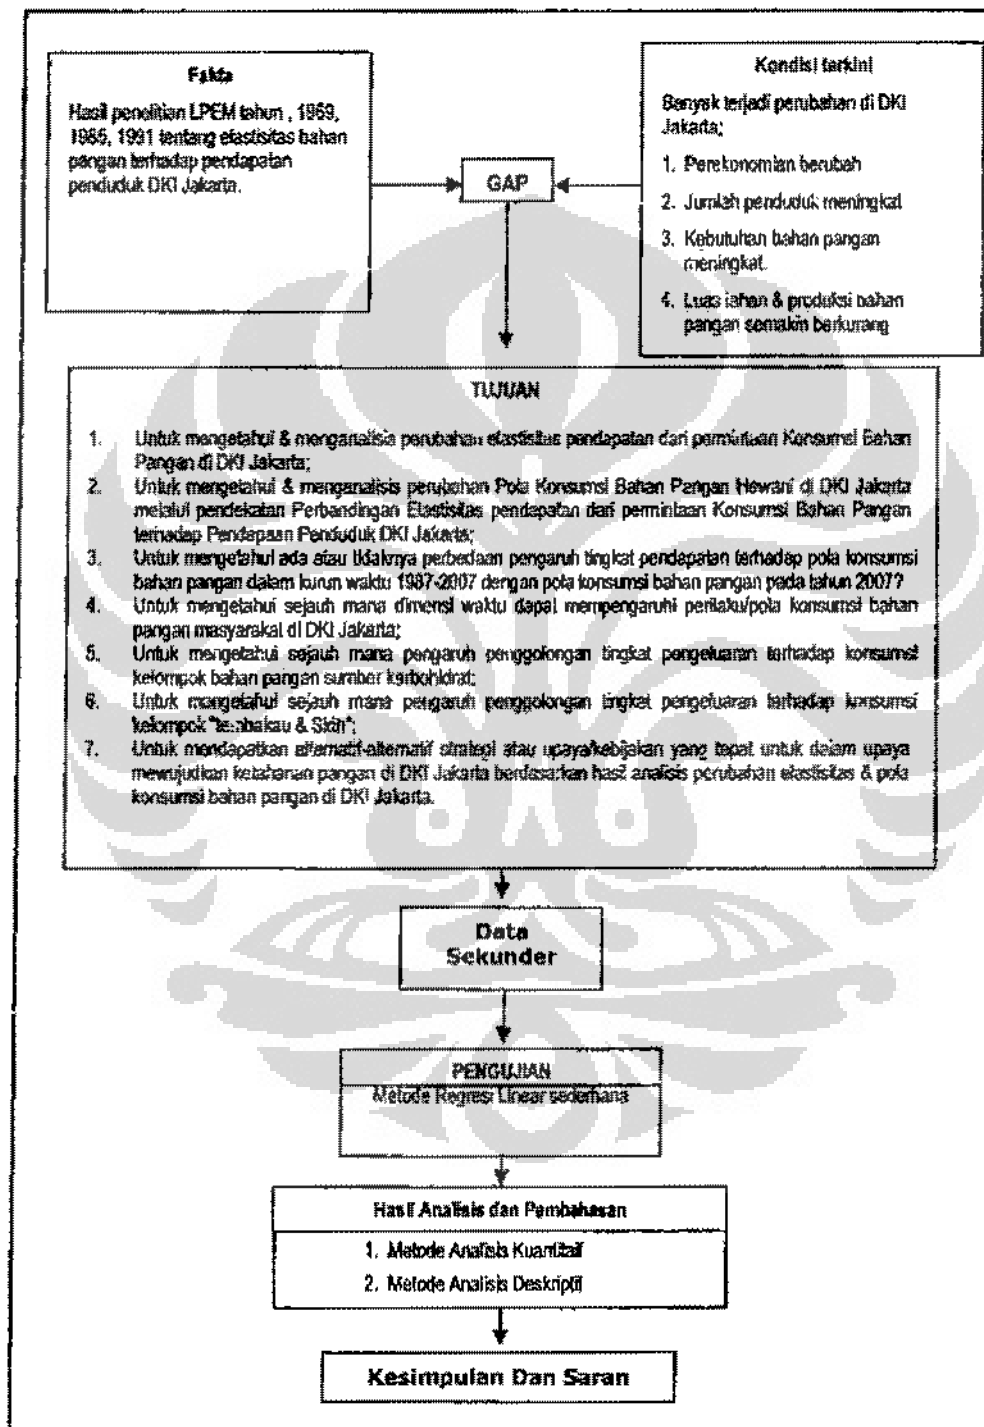 Fakta
Hasil penelitian LPEM tahun , 1969,
1985, 1991 tentang elastisitas bahan
pangan terhadap pendapatan
penduduk DKI Jakarta.
GAP
Kondisi terkini
Banyak terjadi perubahan di DKI
Jakarta;
1. Perekonomian berubah
2. Jumlah penduduk meningkat
3. Kebutuhan bahan pangan
meningkat.
4. Luas lahan & produksi bahan
pangan semakin berkurang
TUJUAN
1. Untuk mengetahui & menganalisis perubahan elastisitas pendapatan dari permintaan Konsumsi Bahan
Pangan di DKI Jakarta;
2. Untuk mengetahui & menganalisis perubahan Pola Konsumsi Bahan Pangan Hewani di DKI Jakarta
melalui pendekatan Perbandingan Elastisitas pendapatan dari permintaan Konsumsi Bahan Pangan
terhadap Pendapaan Penduduk DKI Jakarta;
3. Untuk mengetahui ada atau tidaknya perbedaan pengaruh tingkat pendapatan terhadap pola konsumsi
bahan pangan dalam kurun waktu 1987-2007 dengan pola konsumsi bahan pangan pada tahun 2007?
4. Untuk mengetahui sejauh mana dimensi waktu dapat mempengaruhi perilaku/pola konsumsi bahan
pangan masyarakat di DKI Jakarta;
5. Untuk mengetahui sejauh mana pengaruh penggolongan tingkat pengeluaran terhadap konsumsi
kelompok bahan pangan sumber karbohidrat;
6. Untuk mengetahui sejauh mana pengaruh penggolongan tingkat pengeluaran terhadap konsumsi
kelompok "tembakau & Sirih";
7. Untuk mendapatkan alternatif-alternatif strategi atau upaya/kebijakan yang tepat untuk dalam upaya
mewujudkan ketahanan pangan di DKI Jakarta berdasarkan hasil analisis perubahan elastisitas & pola
konsumsi bahan pangan di DKI Jakarta.
Data
Sekunder
PENGUJIAN
Metode Regresi Linear sederhana
Hasil Analisis dan Pembahasan
1. Metode Analisis Kuantitatif
2. Metode Analisis Deskriptif
Kesimpulan Dan Saran